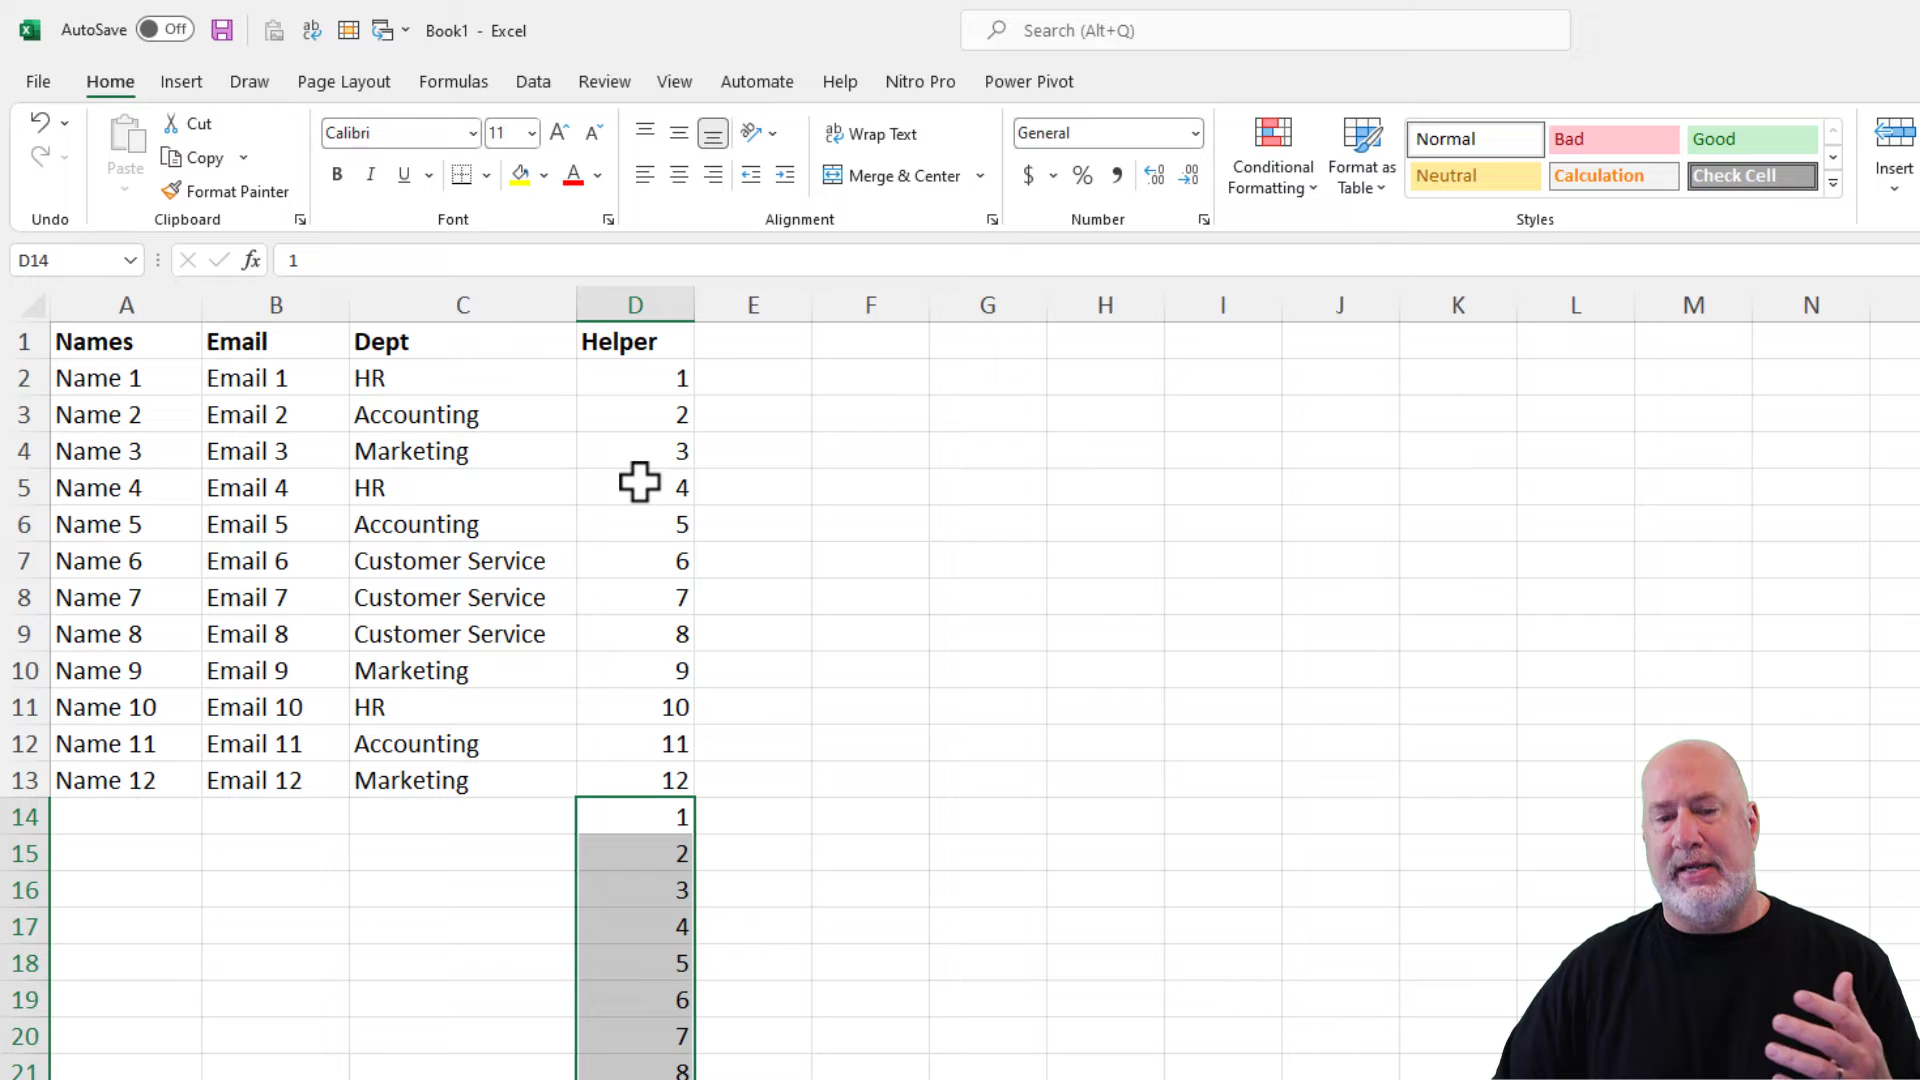 AutoSave Off Book1 - Excel Search (Alt+Q)
File Home Insert Draw Page Layout Formulas Data Review View Automate Help Nitro Pro Power Pivot
Paste
Cut
Copy
Format Painter
Calibri 11
B I U A
Wrap Text
Merge & Center
General
$ % 9
Conditional Formatting
Format as Table
Normal Bad Good
Neutral Calculation Check Cell
Insert
Undo Clipboard Font Alignment Number Styles
D14 fx 1
A B C D E F G H I J K L M N
1 Names Email Dept Helper
2 Name 1 Email 1 HR 1
3 Name 2 Email 2 Accounting 2
4 Name 3 Email 3 Marketing 3
5 Name 4 Email 4 HR 4
6 Name 5 Email 5 Accounting 5
7 Name 6 Email 6 Customer Service 6
8 Name 7 Email 7 Customer Service 7
9 Name 8 Email 8 Customer Service 8
10 Name 9 Email 9 Marketing 9
11 Name 10 Email 10 HR 10
12 Name 11 Email 11 Accounting 11
13 Name 12 Email 12 Marketing 12
14 1
15 2
16 3
17 4
18 5
19 6
20 7
21 8